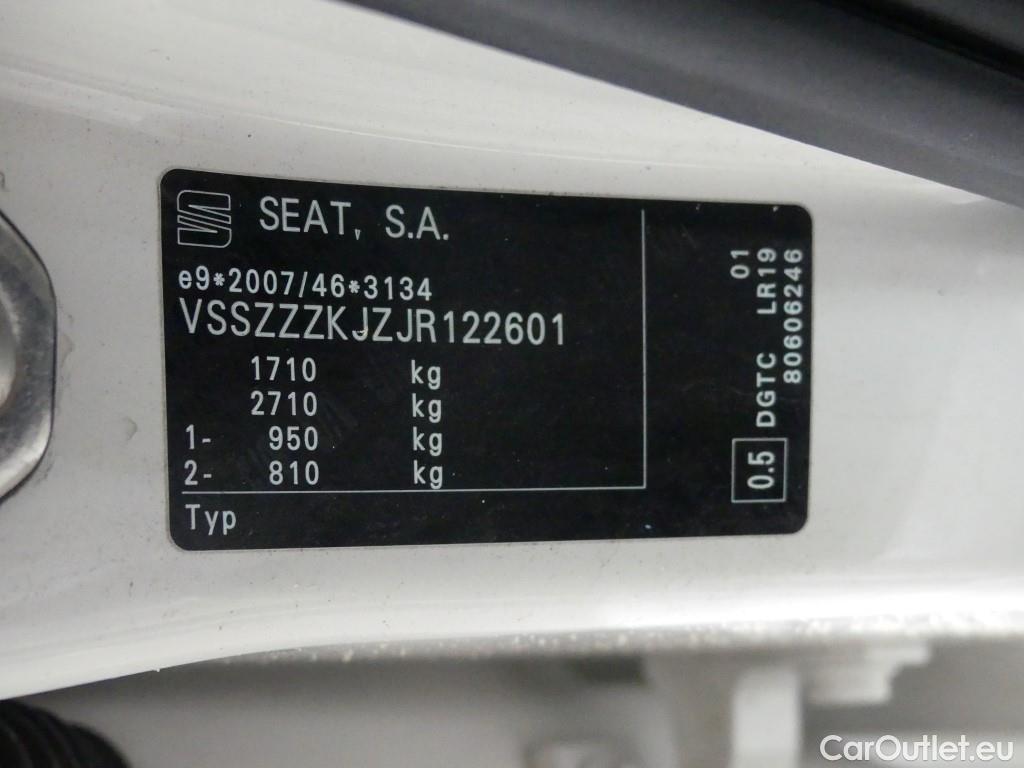 SEAT, S.A.
e9*2007/46*3134
VSSZZZKJZJR122601
1710 kg
2710 kg
1- 950 kg
2- 810 kg
Typ
0.5 DGTC LR19 01
80606246
CarOutlet.eu